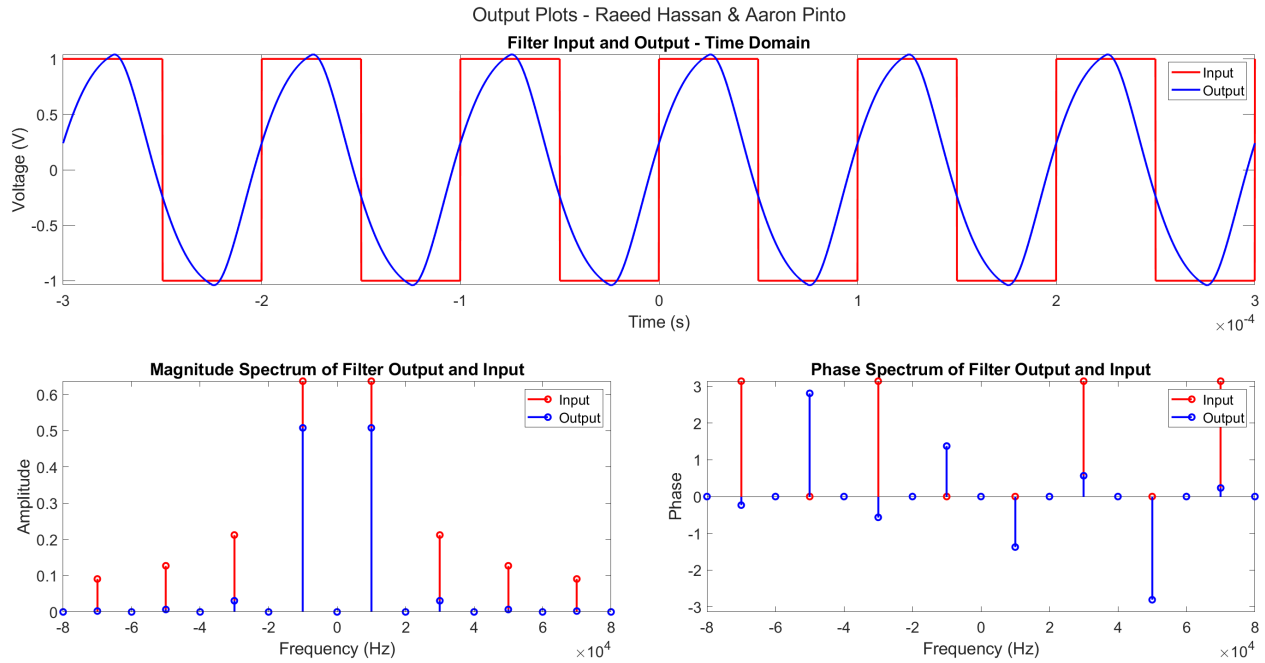 Output Plots - Raeed Hassan & Aaron Pinto
Filter Input and Output - Time Domain
1
0.5
0
-0.5
-1
Voltage (V)
Input
Output
-3 -2 -1 0 1 2 3
Time (s)
×10^-4
Magnitude Spectrum of Filter Output and Input
0.6
0.5
0.4
0.3
0.2
0.1
0
Amplitude
Input
Output
-8 -6 -4 -2 0 2 4 6 8
Frequency (Hz)
×10^4
Phase Spectrum of Filter Output and Input
3
2
1
0
-1
-2
-3
Phase
Input
Output
-8 -6 -4 -2 0 2 4 6 8
Frequency (Hz)
×10^4